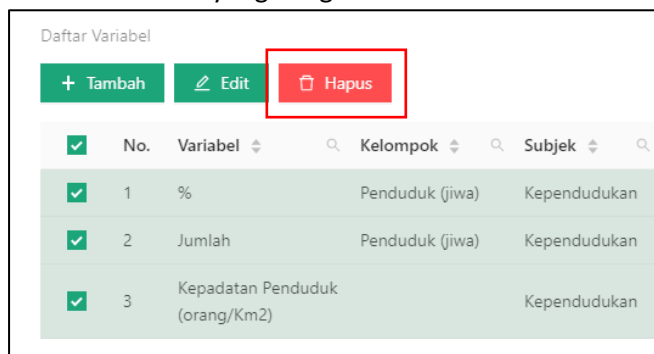 Daftar Variabel
+ Tambah Edit Hapus
No. Variabel Kelompok Subjek
1 % Penduduk (jiwa) Kependudukan
2 Jumlah Penduduk (jiwa) Kependudukan
3 Kepadatan Penduduk (orang/Km2) Kependudukan